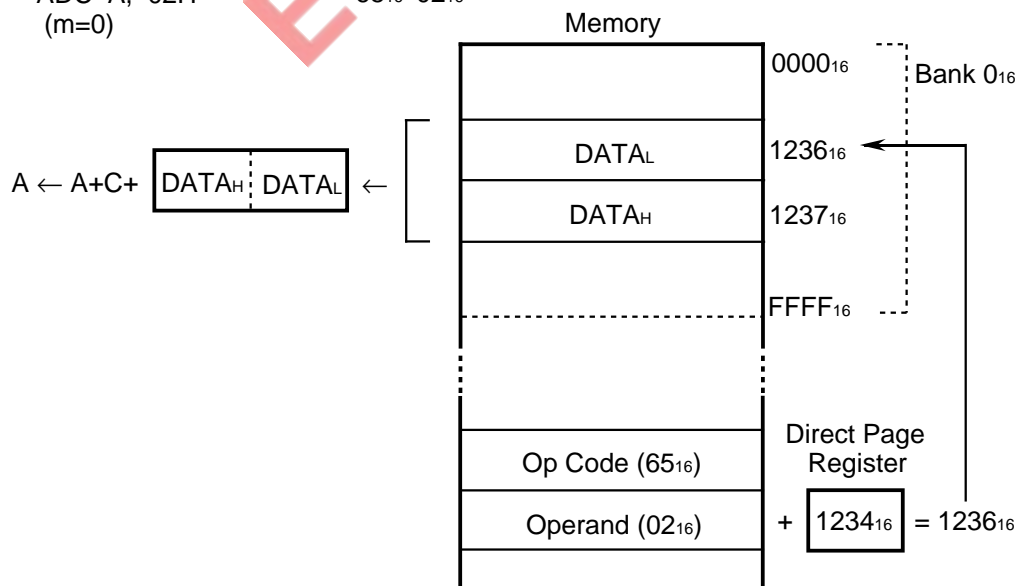 (m=0)
Memory
0000₁₆
Bank 0₁₆
DATAL
1236₁₆
A ← A+C+ DATAH DATAL ←
DATAH
1237₁₆
FFFF₁₆
Direct Page
Register
Op Code (65₁₆)
Operand (02₁₆) + 1234₁₆ = 1236₁₆